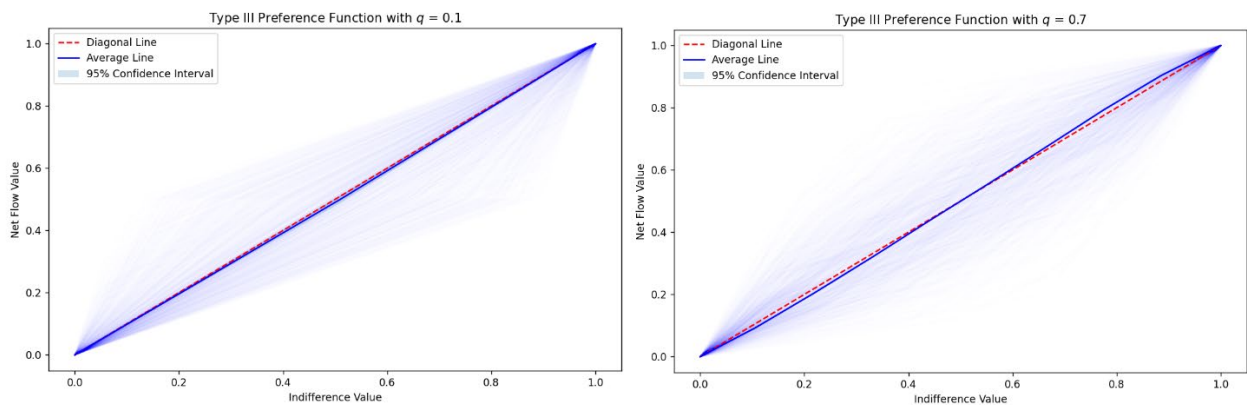 Type III Preference Function with q = 0.1
Diagonal Line
Average Line
95% Confidence Interval
Net Flow Value
1.0
0.8
0.6
0.4
0.2
0.0
0.0 0.2 0.4 0.6 0.8 1.0
Indifference Value
Type III Preference Function with q = 0.7
Diagonal Line
Average Line
95% Confidence Interval
Net Flow Value
1.0
0.8
0.6
0.4
0.2
0.0
0.0 0.2 0.4 0.6 0.8 1.0
Indifference Value